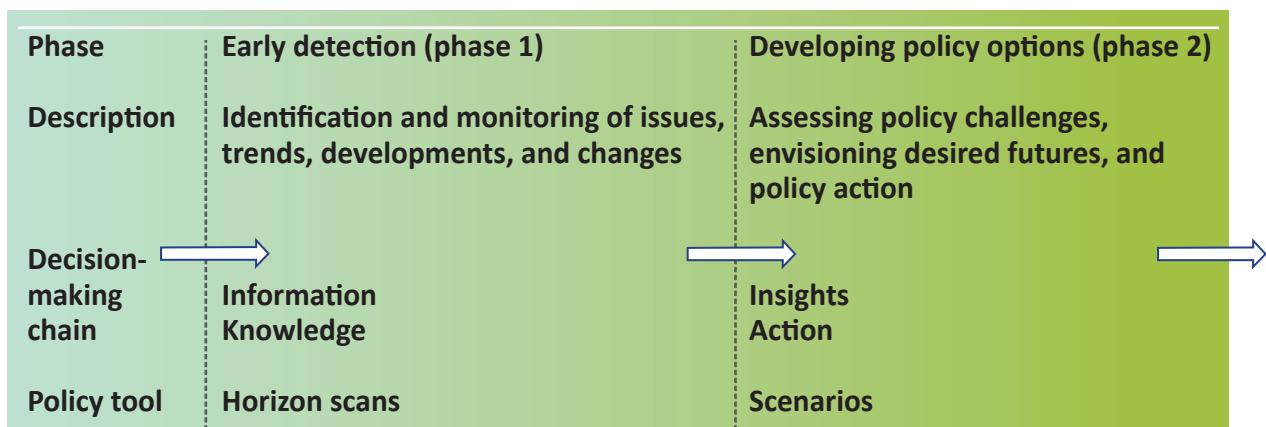 Phase
Early detection (phase 1)
Developing policy options (phase 2)
Description
Identification and monitoring of issues,
trends, developments, and changes
Assessing policy challenges,
envisioning desired futures, and
policy action
Decision-
making
chain
Information
Knowledge
Insights
Action
Policy tool
Horizon scans
Scenarios